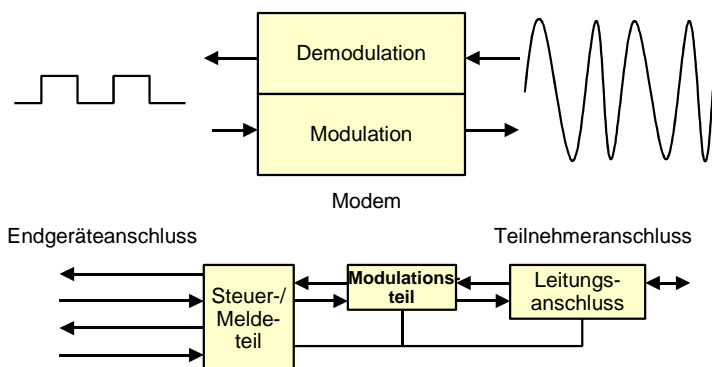 Demodulation
Modulation
Modem
Endgeräteanschluss
Teilnehmeranschluss
Steuer-/
Melde-
teil
Modulations-
teil
Leitungs-
anschluss